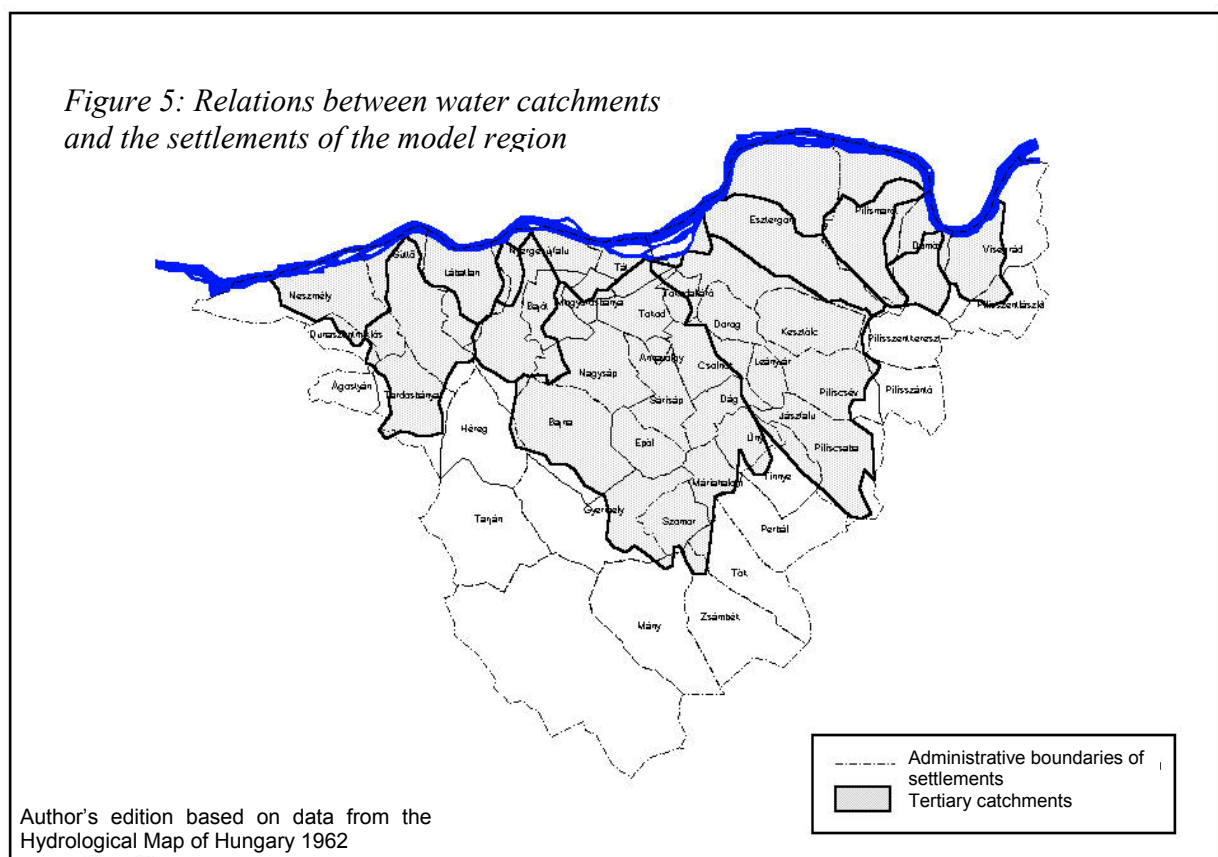 Figure 5: Relations between water catchments
and the settlements of the model region
Esztergom
Pilismarót
Dömös
Visegrád
Süttő
Lábatlan
Nyergesújfalu
Tát
Neszmély
Bajót
Mogyorósbánya
Tokodaltáró
Pilisszentlászló
Tokod
Dorog
Kesztölc
Dunaszentmiklós
Pilisszentkereszt
Annavölgy
Csolnok
Leányvár
Ágostyán
Tardosbánya
Nagysáp
Piliscsév
Pilisszántó
Sárisáp
Dág
Bajna
Jászfalu
Héreg
Epöl
Úny
Piliscsaba
Máriahalom
Tinnye
Tarján
Gyermely
Szomor
Perbál
Tök
Mány
Zsámbék
Administrative boundaries of
settlements
Tertiary catchments
Author's edition based on data from the
Hydrological Map of Hungary 1962